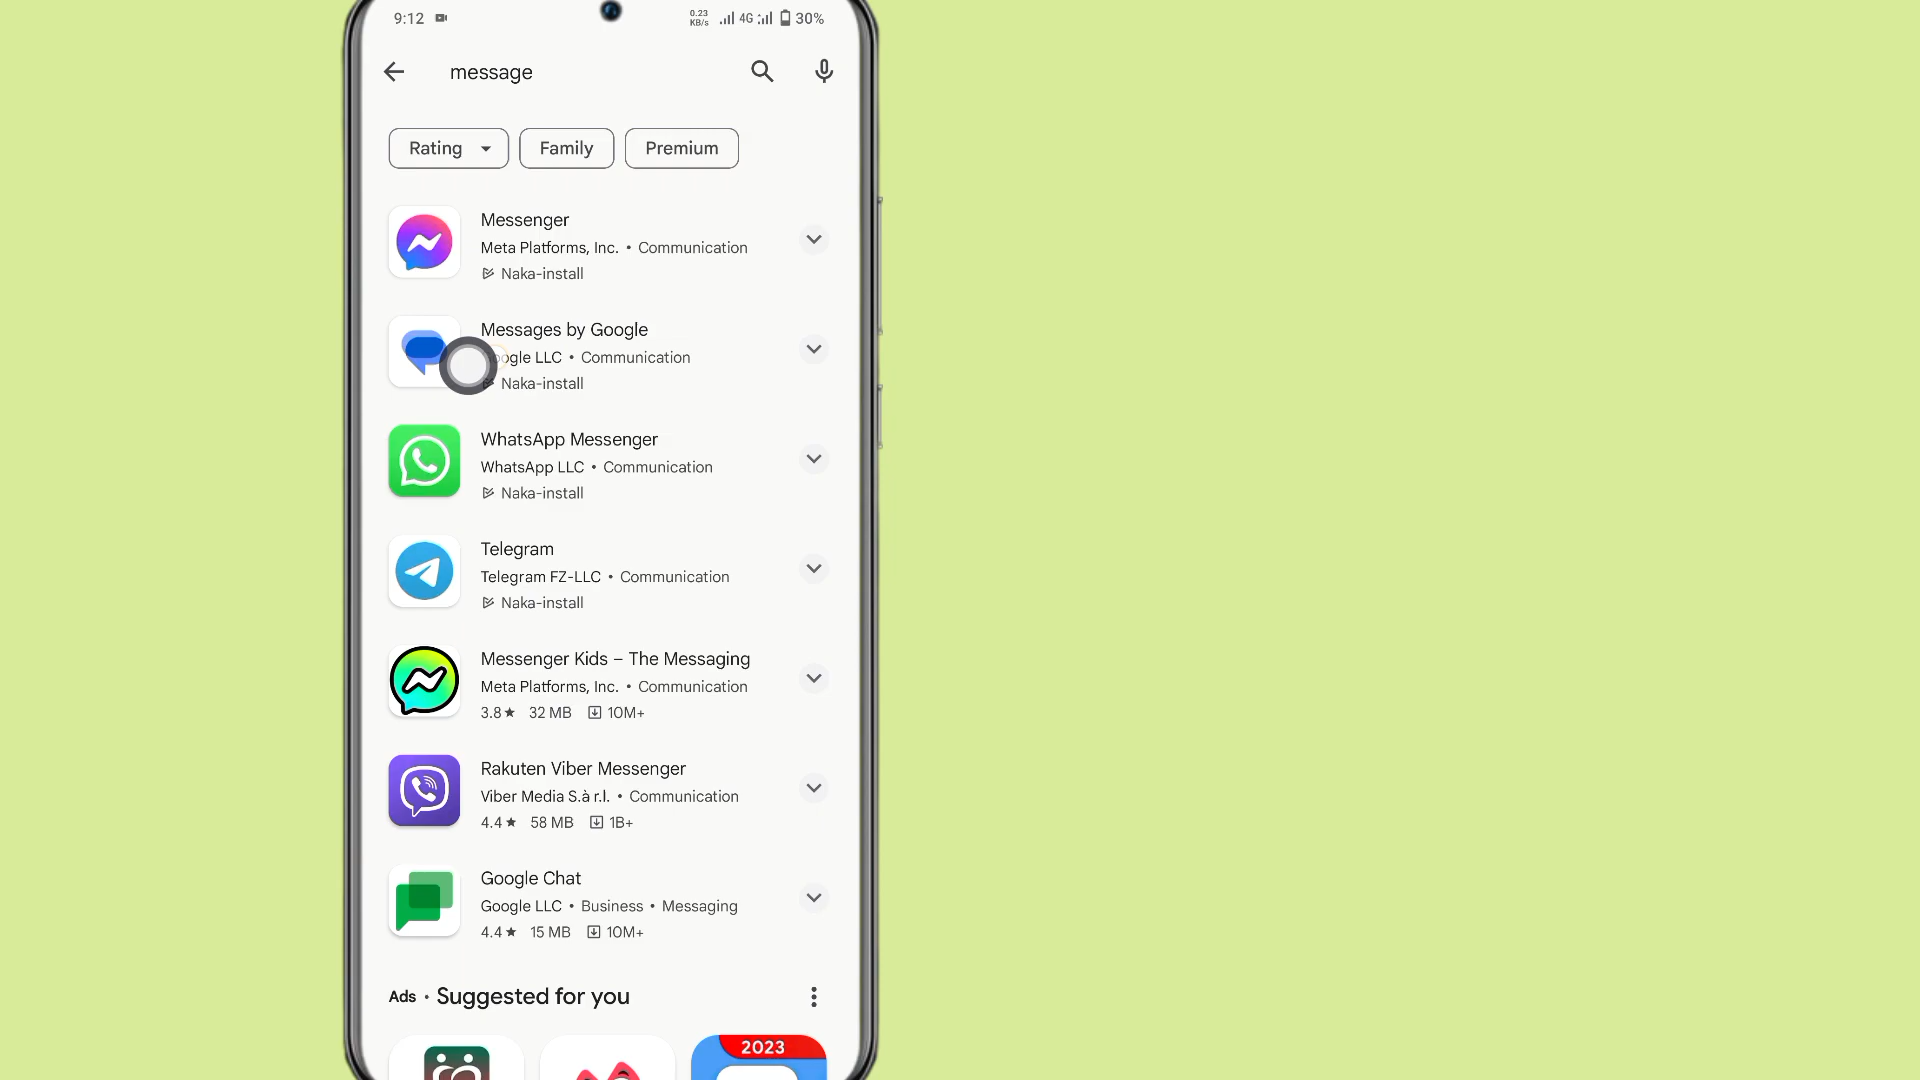 9:12 0.23 KB/s 4G 30%
message
Rating Family Premium
Messenger
Meta Platforms, Inc. • Communication
Naka-install
Messages by Google
LLC • Communication
Naka-install
WhatsApp Messenger
WhatsApp LLC • Communication
Naka-install
Telegram
Telegram FZ-LLC • Communication
Naka-install
Messenger Kids – The Messaging
Meta Platforms, Inc. • Communication
3.8★ 32 MB 10M+
Rakuten Viber Messenger
Viber Media S.à r.l. • Communication
4.4★ 58 MB 1B+
Google Chat
Google LLC • Business • Messaging
4.4★ 15 MB 10M+
Ads • Suggested for you
2023